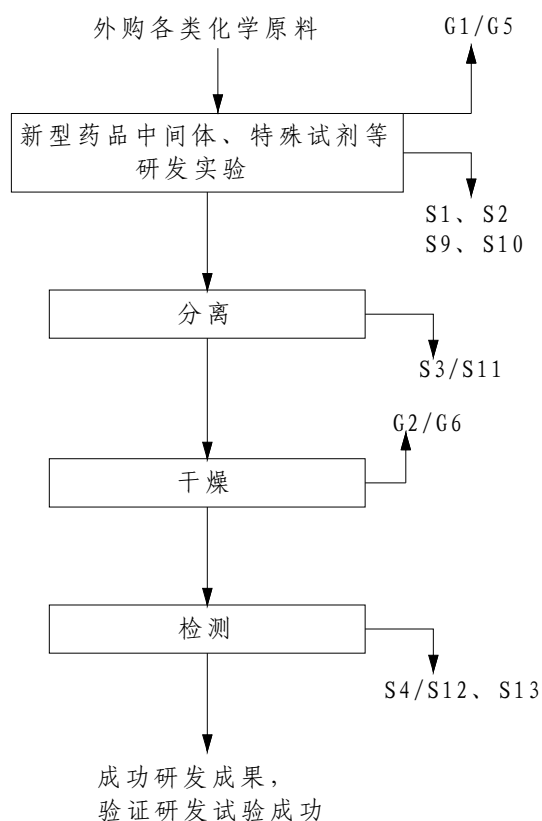 外购各类化学原料
G1/G5
新型药品中间体、特殊试剂等
研发实验
S1、S2
S9、S10
分离
S3/S11
G2/G6
干燥
检测
S4/S12、S13
成功研发成果，
验证研发试验成功